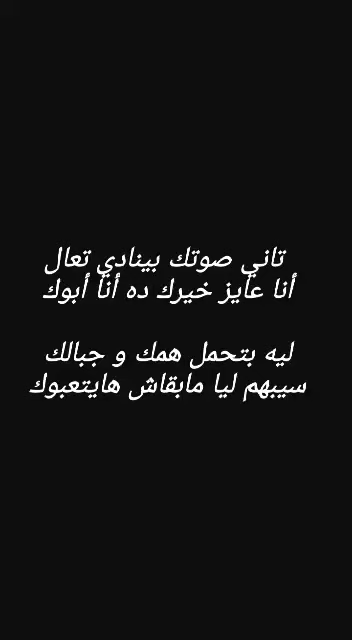 تاني صوتك بينادي تعال
أنا عايز خيرك ده أنا أبوك
ليه بتحمل همك و جبالك
سيبهم ليا مابقاش هايتعبوك